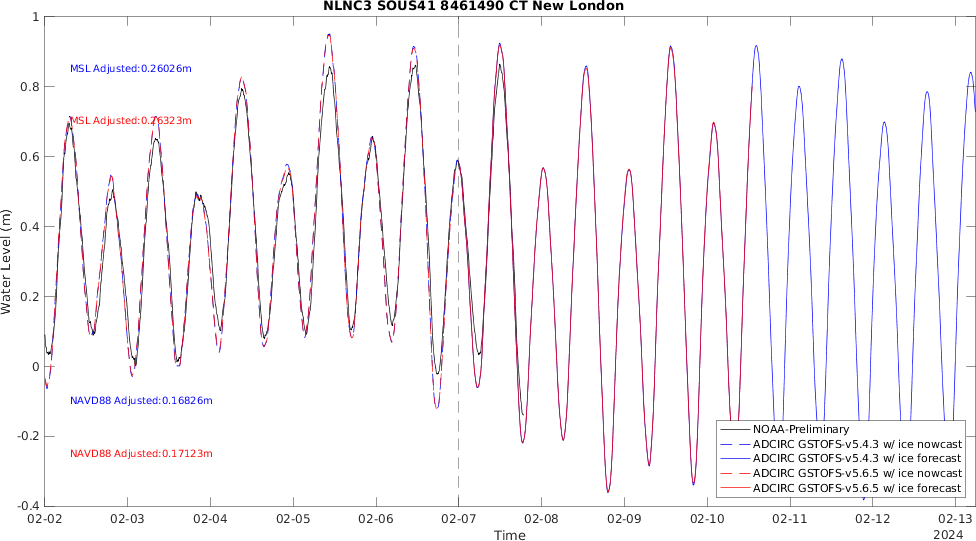 NLNC3 SOUS41 8461490 CT New London
1
0.8
0.6
0.4
0.2
0
-0.2
-0.4
Water Level (m)
MSL Adjusted:0.26026m
MSL Adjusted:0.26323m
NAVD88 Adjusted:0.16826m
NAVD88 Adjusted:0.17123m
NOAA-Preliminary
ADCIRC GSTOFS-v5.4.3 w/ ice nowcast
ADCIRC GSTOFS-v5.4.3 w/ ice forecast
ADCIRC GSTOFS-v5.6.5 w/ ice nowcast
ADCIRC GSTOFS-v5.6.5 w/ ice forecast
02-02 02-03 02-04 02-05 02-06 02-07 02-08 02-09 02-10 02-11 02-12 02-13
Time
2024